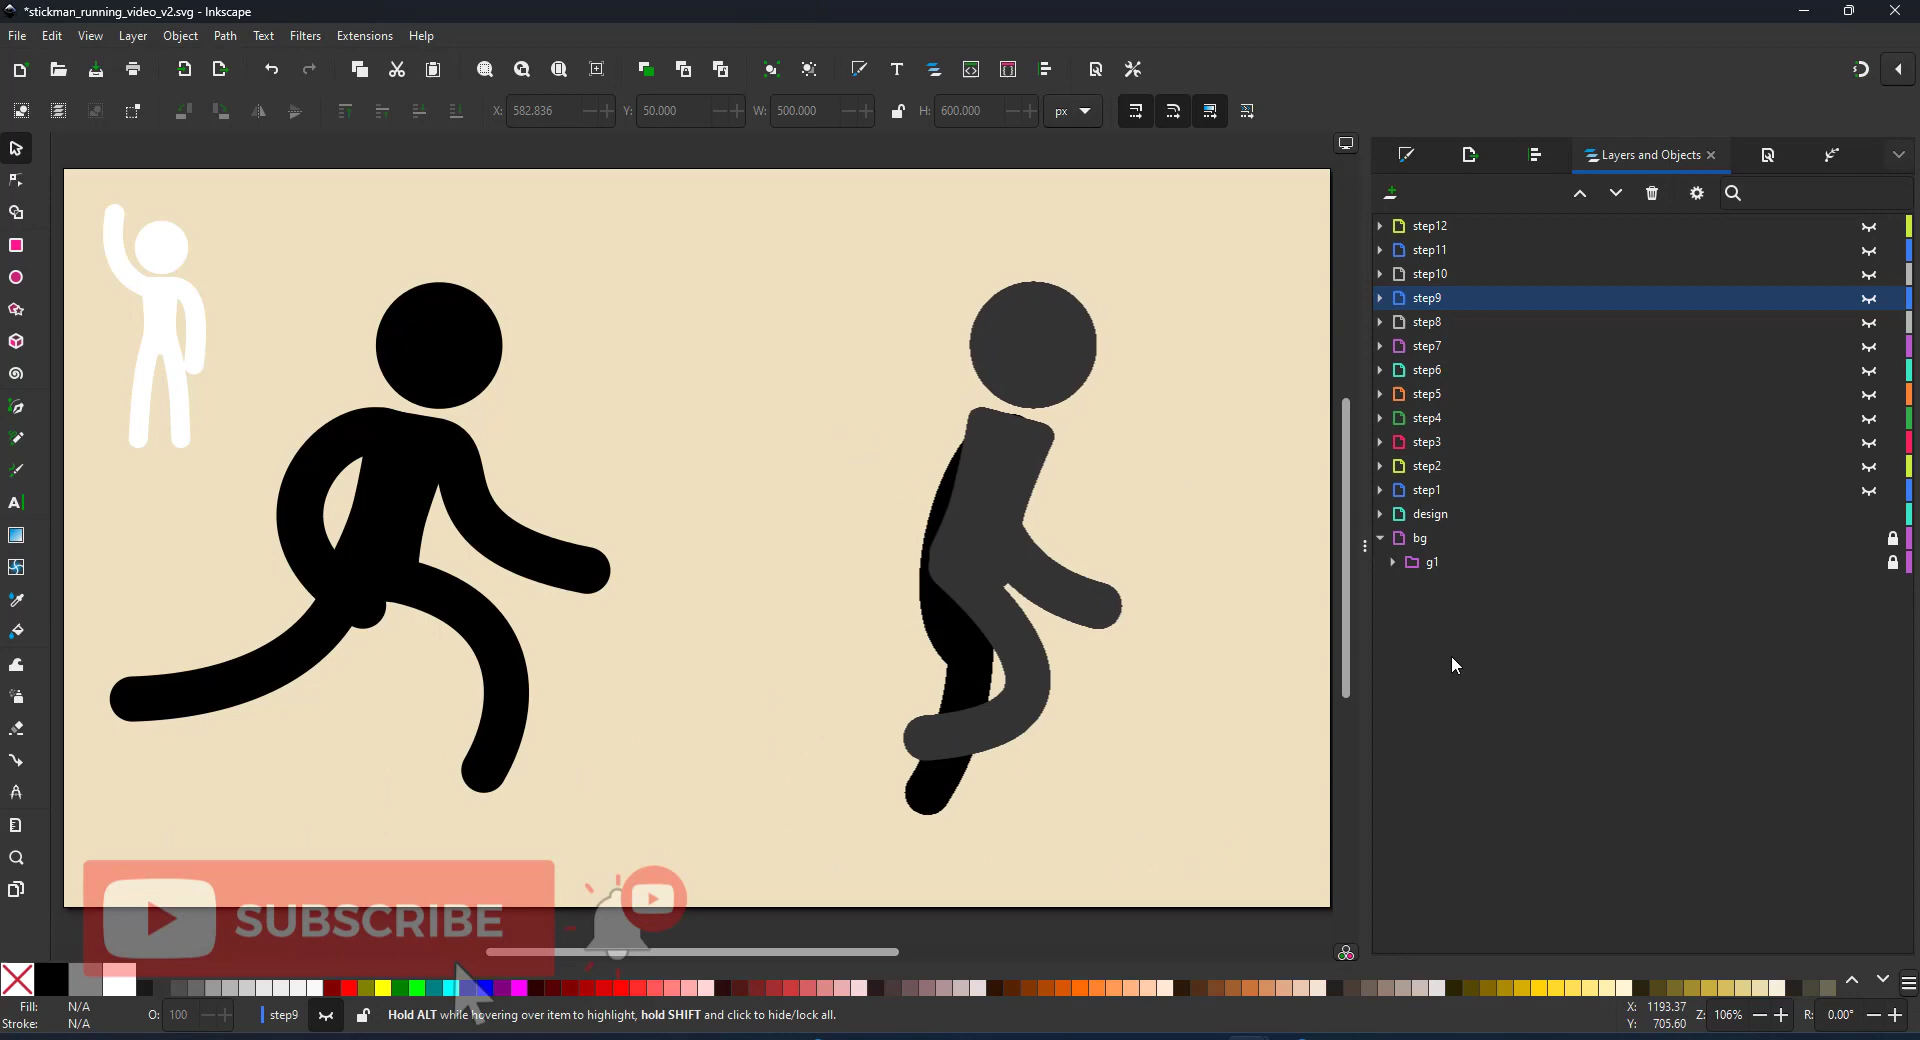 *stickman_running_video_v2.svg - Inkscape
File Edit View Layer Object Path Text Filters Extensions Help
X: 582.836 Y: 50.000 W: 500.000 H: 600.000 px
Layers and Objects
step12
step11
step10
step9
step8
step7
step6
step5
step4
step3
step2
step1
design
bg
g1
SUBSCRIBE
Fill: N/A
Stroke: N/A
O: 100
step9
Hold ALT while hovering over item to highlight, hold SHIFT and click to hide/lock all.
X: 1193.37
Y: 705.60
Z: 106%
R: 0.00°